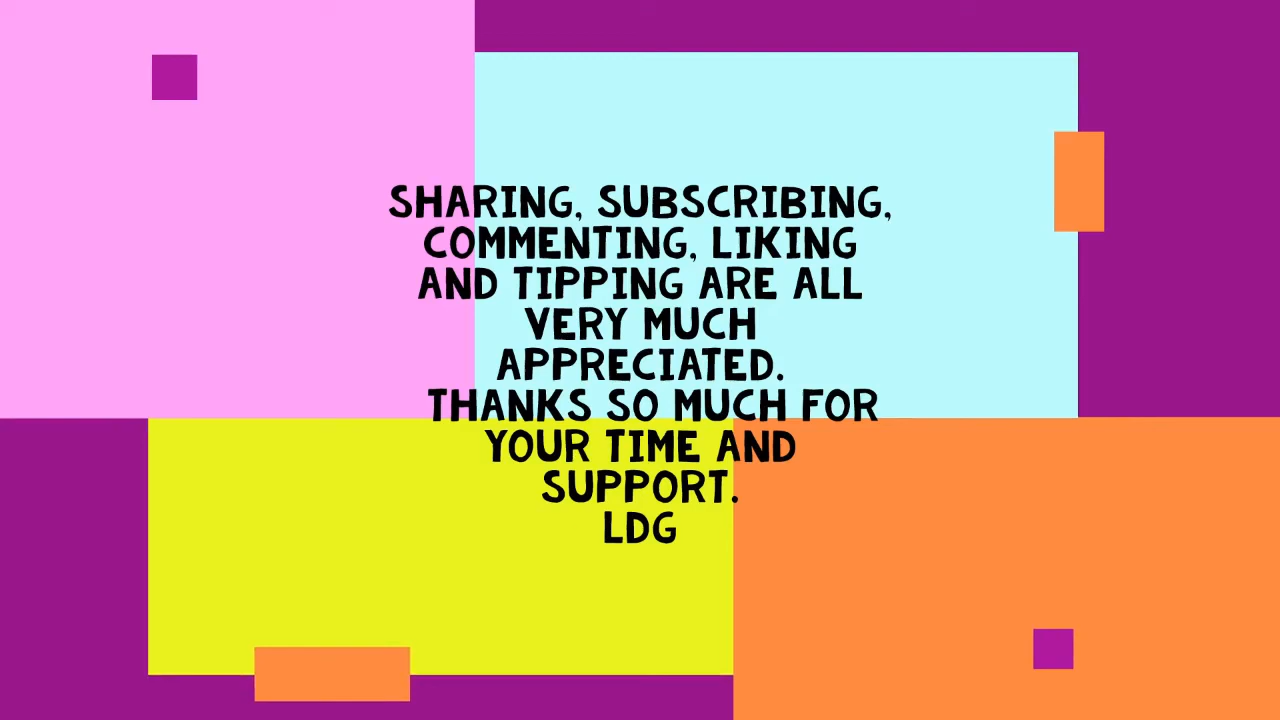 SHARING, SUBSCRIBING,
COMMENTING, LIKING
AND TIPPING ARE ALL
VERY MUCH
APPRECIATED.
THANKS SO MUCH FOR
YOUR TIME AND
SUPPORT.
LDG